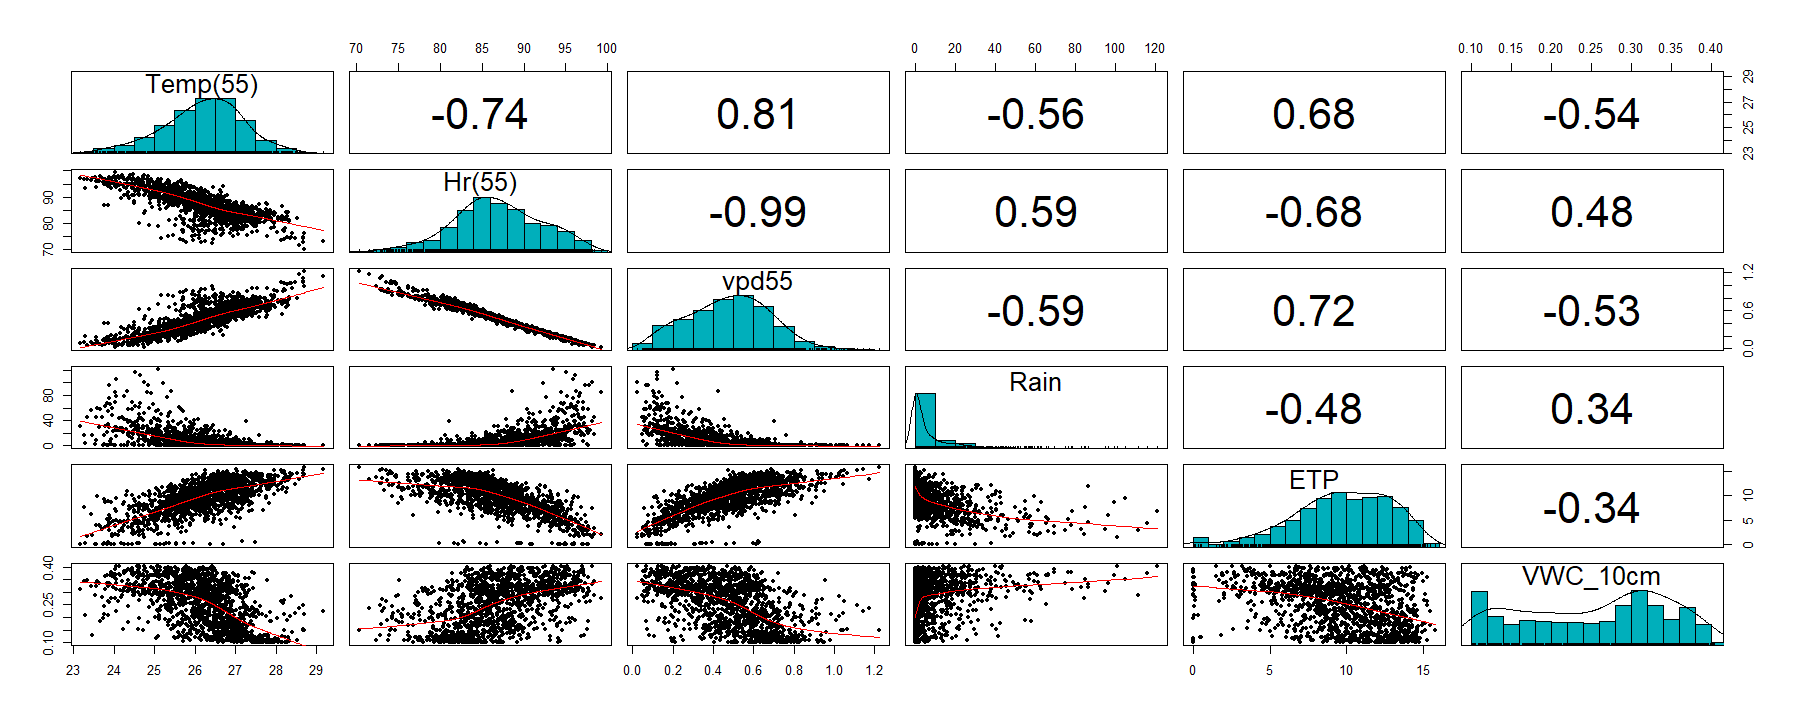 70 75 80 85 90 95 100 0 20 40 60 80 100 120 0.10 0.15 0.20 0.25 0.30 0.35 0.40
Temp(55) -0.74 0.81 -0.56 0.68 -0.54 23 25 27 29
70 80 90 Hr(55) -0.99 0.59 -0.68 0.48
vpd55 -0.59 0.72 -0.53 0.0 0.6 1.2
0 40 80 Rain -0.48 0.34
ETP -0.34 0 5 10
0.10 0.25 0.40 VWC_10cm
23 24 25 26 27 28 29 0.0 0.2 0.4 0.6 0.8 1.0 1.2 0 5 10 15